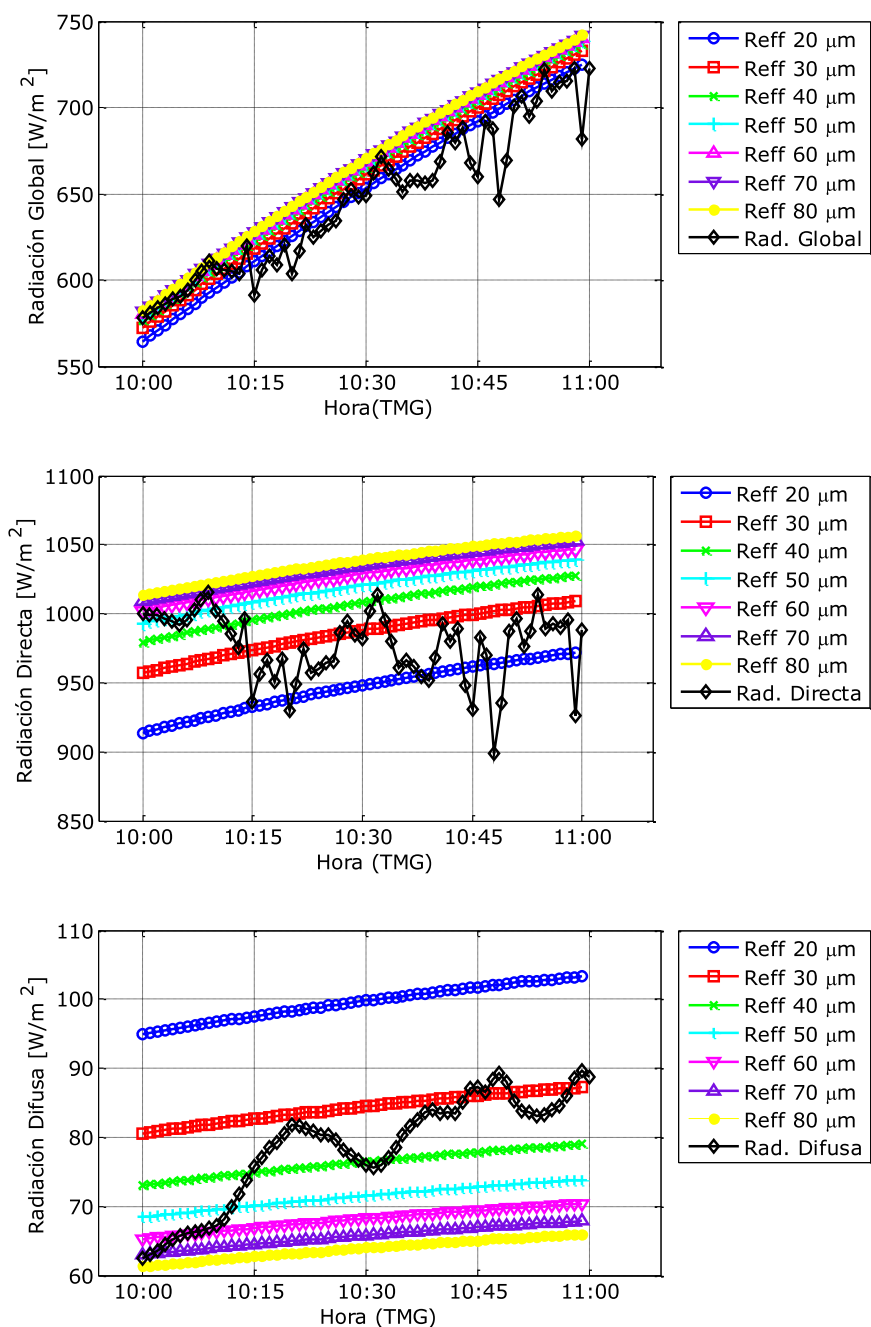 750
700
650
600
550
Radiación Global [W/m²]
10:00 10:15 10:30 10:45 11:00
Hora(TMG)
Reff 20 μm
Reff 30 μm
Reff 40 μm
Reff 50 μm
Reff 60 μm
Reff 70 μm
Reff 80 μm
Rad. Global
1100
1050
1000
950
900
850
Radiación Directa [W/m²]
10:00 10:15 10:30 10:45 11:00
Hora (TMG)
Reff 20 μm
Reff 30 μm
Reff 40 μm
Reff 50 μm
Reff 60 μm
Reff 70 μm
Reff 80 μm
Rad. Directa
110
100
90
80
70
60
Radiación Difusa [W/m²]
10:00 10:15 10:30 10:45 11:00
Hora (TMG)
Reff 20 μm
Reff 30 μm
Reff 40 μm
Reff 50 μm
Reff 60 μm
Reff 70 μm
Reff 80 μm
Rad. Difusa